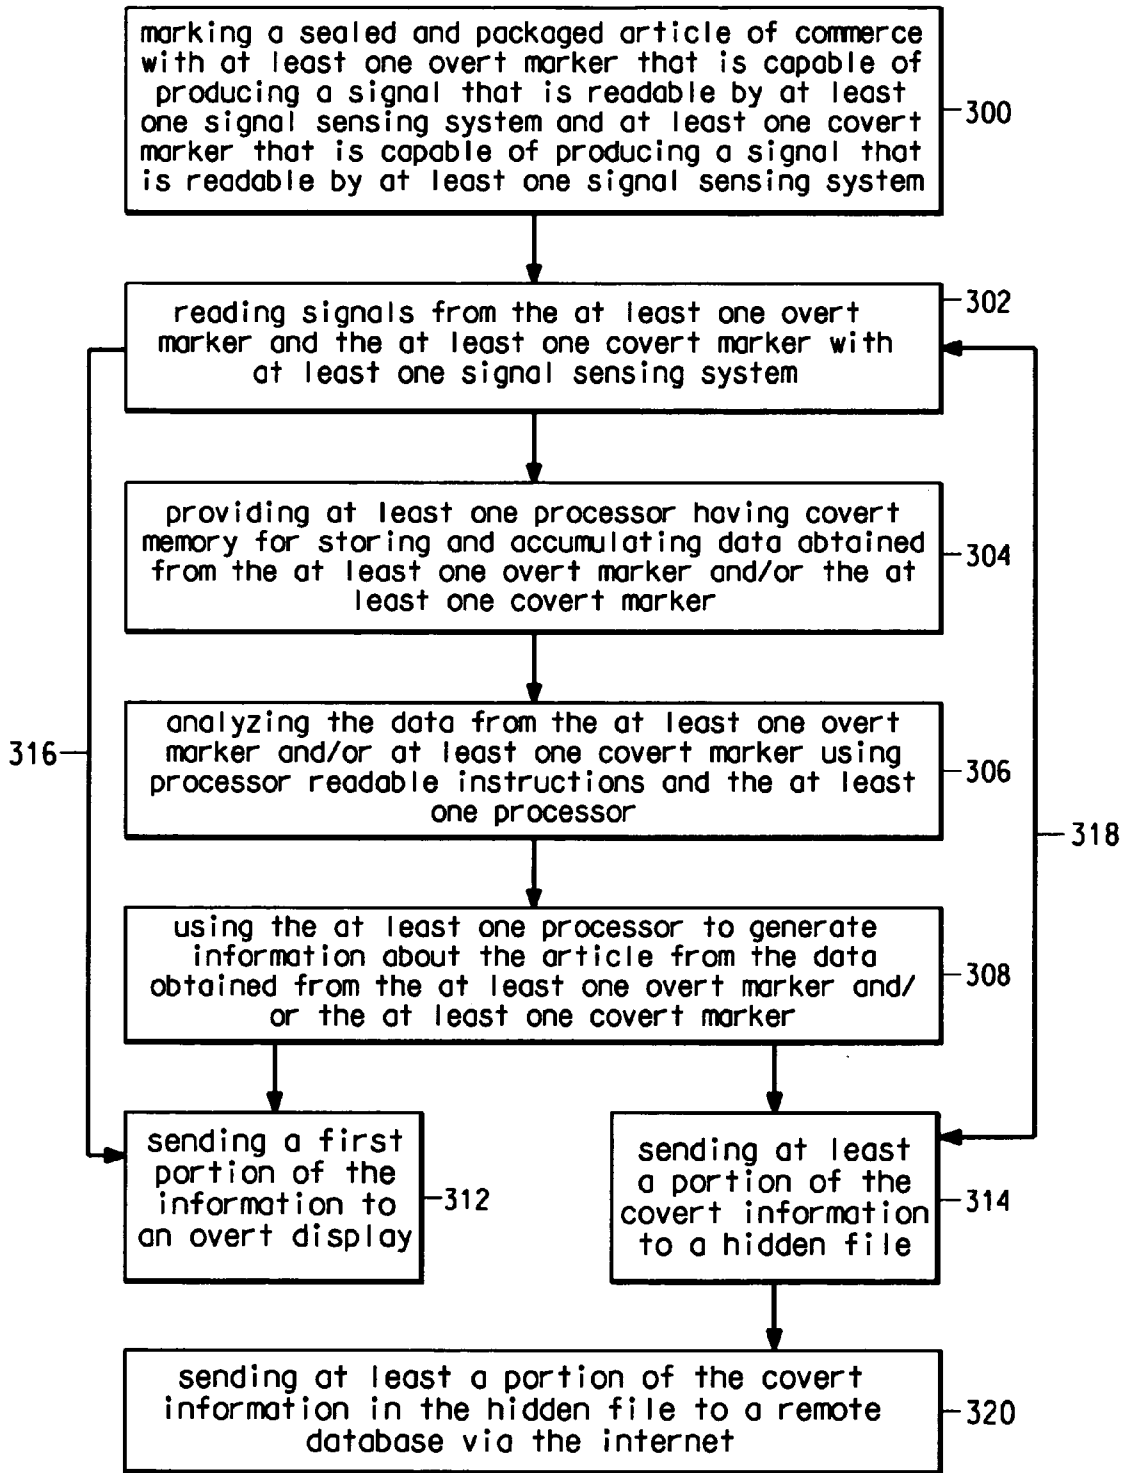 marking a sealed and packaged article of commerce
with at least one overt marker that is capable of
producing a signal that is readable by at least
one signal sensing system and at least one covert
marker that is capable of producing a signal that
is readable by at least one signal sensing system
300
302
reading signals from the at least one overt
marker and the at least one covert marker with
at least one signal sensing system
providing at least one processor having covert
memory for storing and accumulating data obtained
from the at least one overt marker and/or the at
least one covert marker
304
analyzing the data from the at least one overt
marker and/or at least one covert marker using
processor readable instructions and the at least
one processor
306
316
318
using the at least one processor to generate
information about the article from the data
obtained from the at least one overt marker and/
or the at least one covert marker
308
sending a first
portion of the
information to
an overt display
312
sending at least
a portion of the
covert information
to a hidden file
314
sending at least a portion of the covert
information in the hidden file to a remote
database via the internet
320